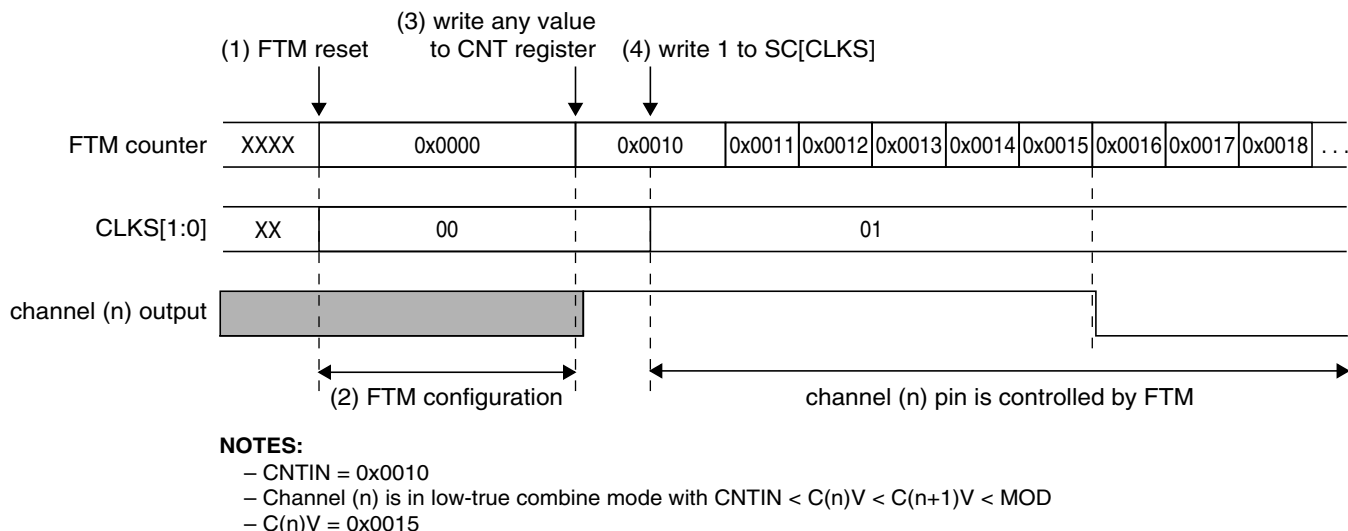 (3) write any value
(1) FTM reset to CNT register (4) write 1 to SC[CLKS]
FTM counter XXXX 0x0000 0x0010 0x0011 0x0012 0x0013 0x0014 0x0015 0x0016 0x0017 0x0018 . . .
CLKS[1:0] XX 00 01
channel (n) output
(2) FTM configuration channel (n) pin is controlled by FTM
NOTES:
– CNTIN = 0x0010
– Channel (n) is in low-true combine mode with CNTIN < C(n)V < C(n+1)V < MOD
– C(n)V = 0x0015